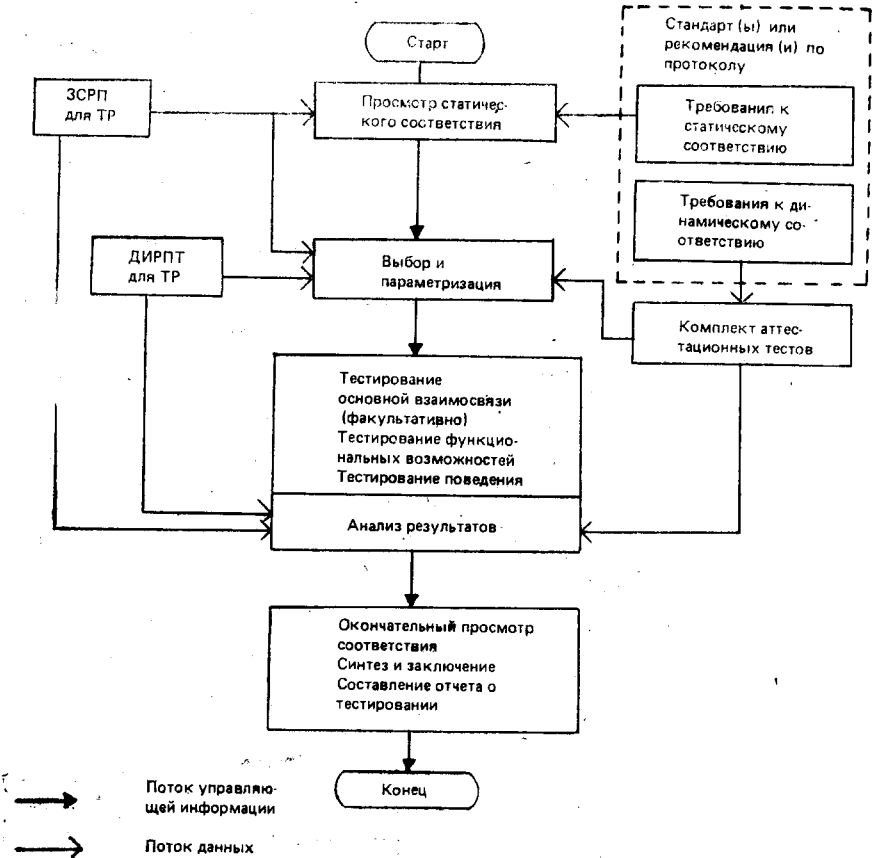 Старт
Стандарт (ы) или
рекомендация (и) по
протоколу
ЗСРП
для ТР
Просмотр статичес-
кого соответствия
Требования к
статическому
соответствию
Требования к ди-
намическому со-
ответствию
ДИРПТ
для ТР
Выбор и
параметризация
Комплект аттес-
тационных тестов
Тестирование
основной взаимосвязи
(факультативно)
Тестирование функцио-
нальных возможностей
Тестирование поведения
Анализ результатов
Окончательный просмотр
соответствия
Синтез и заключение
Составление отчета о
тестировании
Конец
Поток управляю-
щей информации
Поток данных